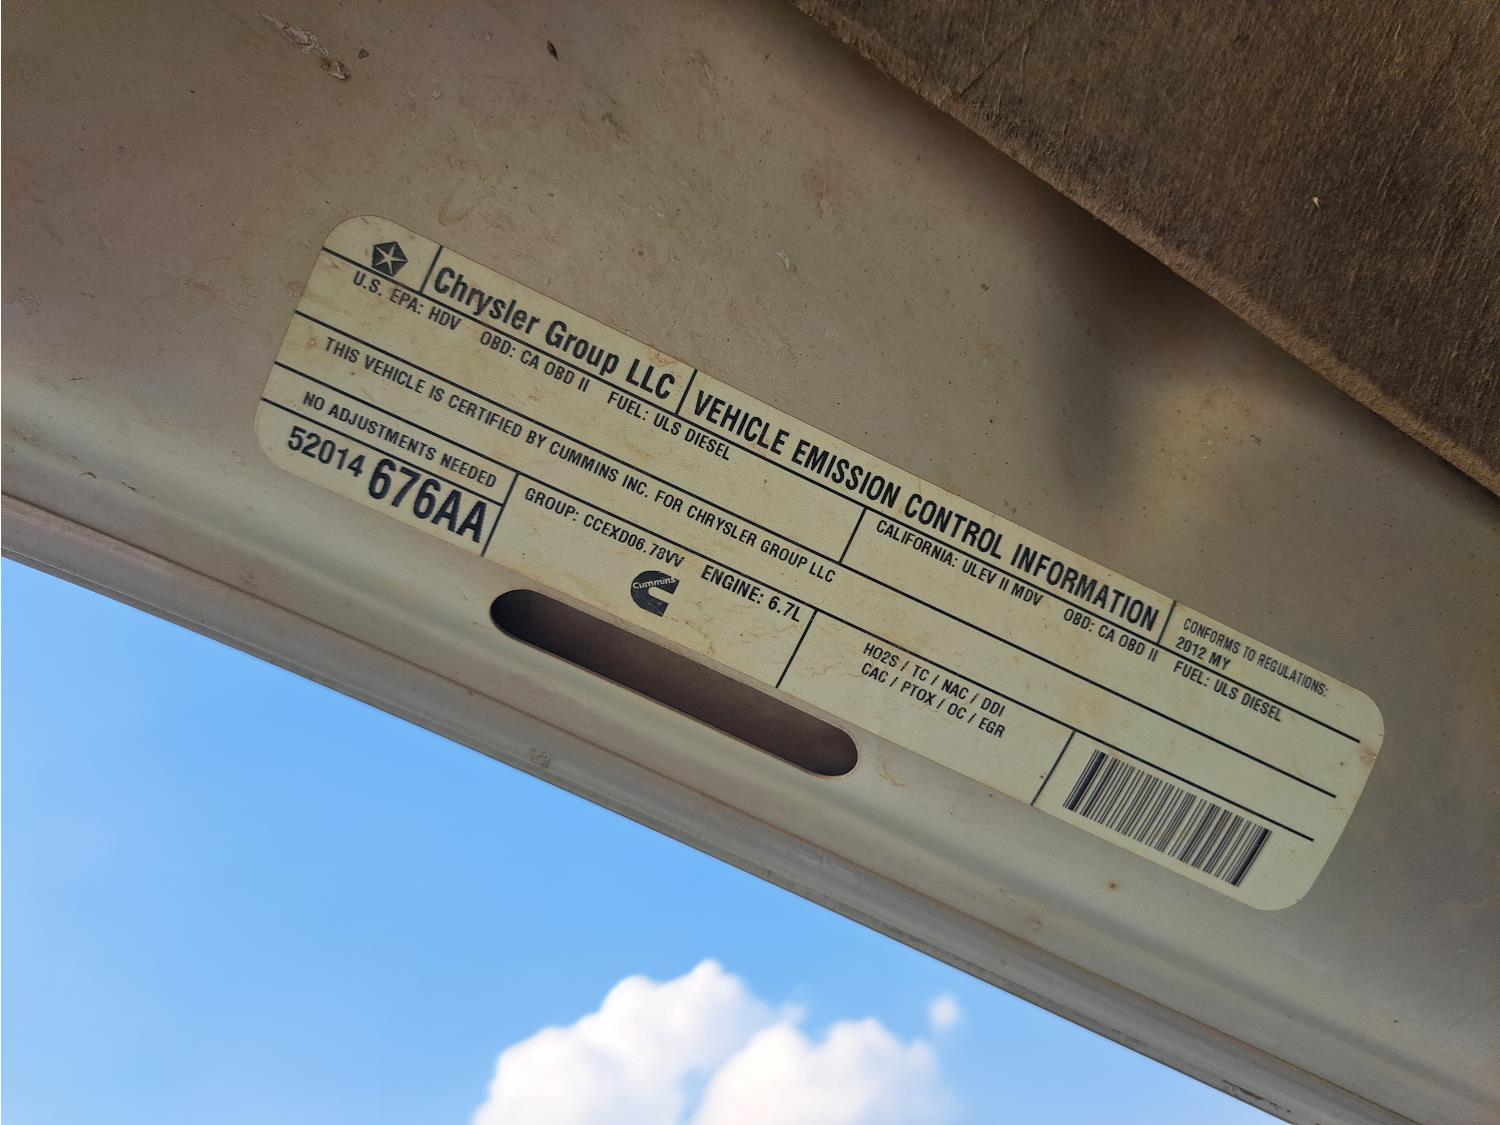 Chrysler Group LLC
VEHICLE EMISSION CONTROL INFORMATION
CONFORMS TO REGULATIONS:
2012 MY
U.S. EPA: HDV OBD: CA OBD II FUEL: ULS DIESEL
CALIFORNIA: ULEV II MDV OBD: CA OBD II FUEL: ULS DIESEL
THIS VEHICLE IS CERTIFIED BY CUMMINS INC. FOR CHRYSLER GROUP LLC
NO ADJUSTMENTS NEEDED
52014 676AA
GROUP: CCEXD06.78VV ENGINE: 6.7L
Cummins
HO2S / TC / NAC / DDI
CAC / PTOX / OC / EGR